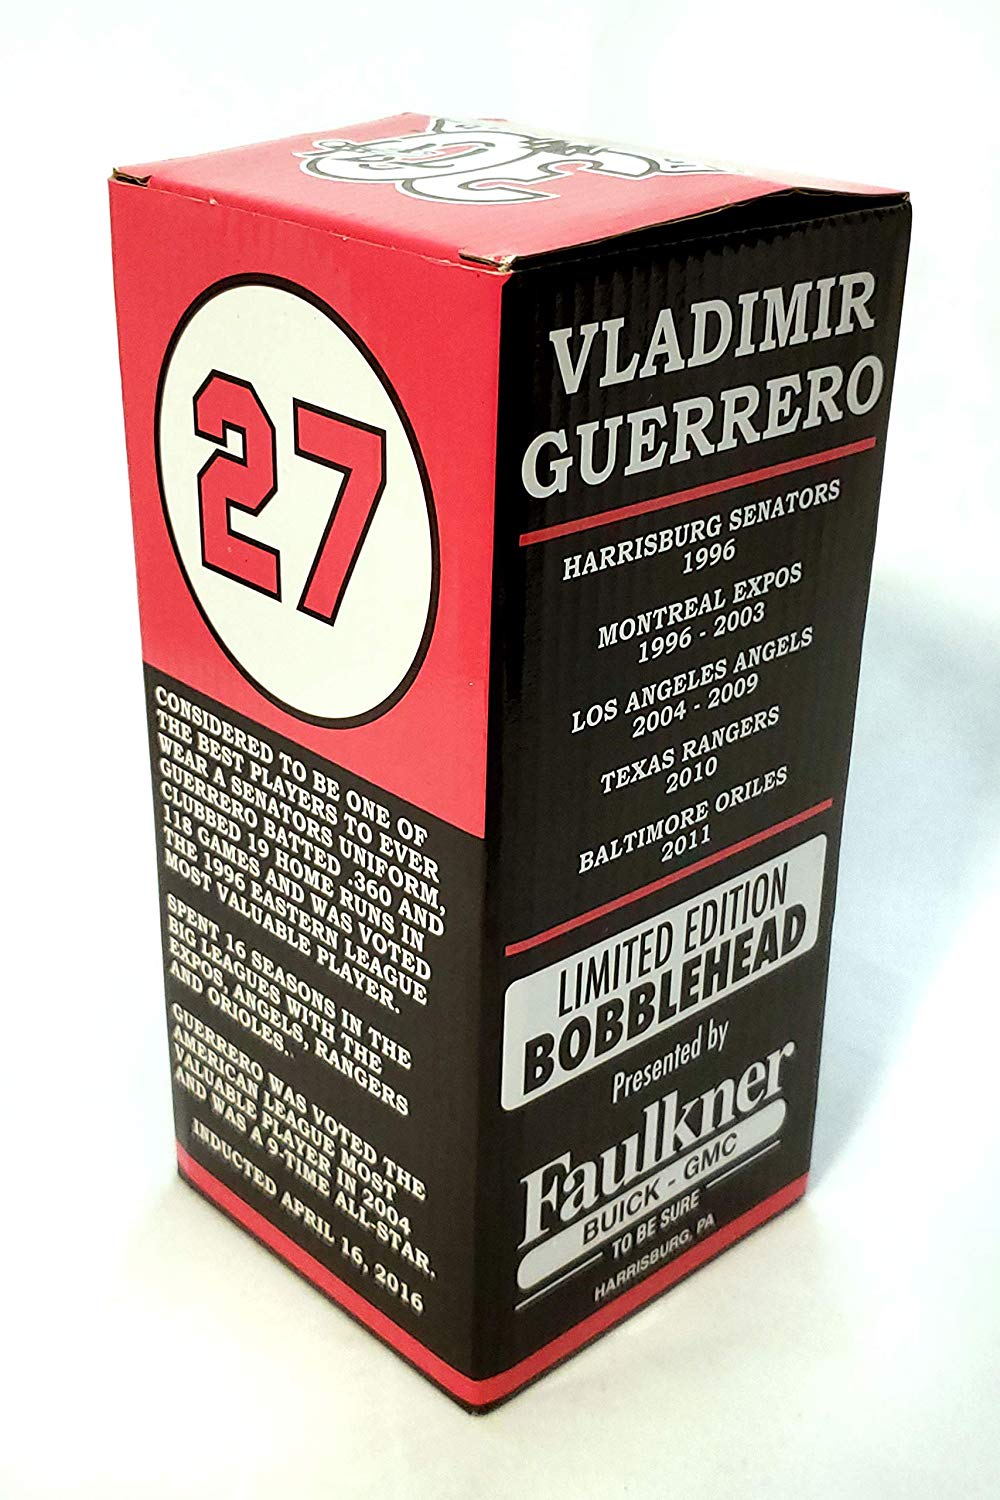 27
CONSIDERED TO BE ONE OF
THE BEST PLAYERS TO EVER
WEAR A SENATORS UNIFORM,
GUERRERO BATTED .360 AND
CLUBBED 19 HOME RUNS IN
118 GAMES AND WAS VOTED
THE 1996 EASTERN LEAGUE
MOST VALUABLE PLAYER.
SPENT 16 SEASONS IN THE
BIG LEAGUES WITH THE
EXPOS, ANGELS, RANGERS
AND ORIOLES.
GUERRERO WAS VOTED THE
AMERICAN LEAGUE MOST
VALUABLE PLAYER IN 2004
AND WAS A 9-TIME ALL-STAR.
INDUCTED APRIL 16, 2016
VLADIMIR
GUERRERO
HARRISBURG SENATORS
1996
MONTREAL EXPOS
1996 - 2003
LOS ANGELES ANGELS
2004 - 2009
TEXAS RANGERS
2010
BALTIMORE ORILES
2011
LIMITED EDITION
BOBBLEHEAD
Presented by
Faulkner
BUICK - GMC
TO BE SURE
HARRISBURG, PA